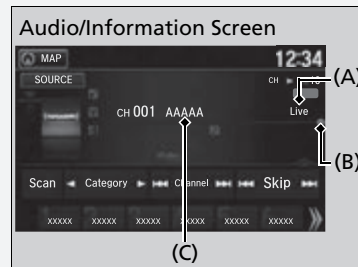 Audio/Information Screen
MAP 12:34
SOURCE CH
(A)
CH 001 AAAAA Live
(B)
Scan Category Channel Skip
xxxxx xxxxx xxxxx xxxxx xxxxx xxxxx
(C)